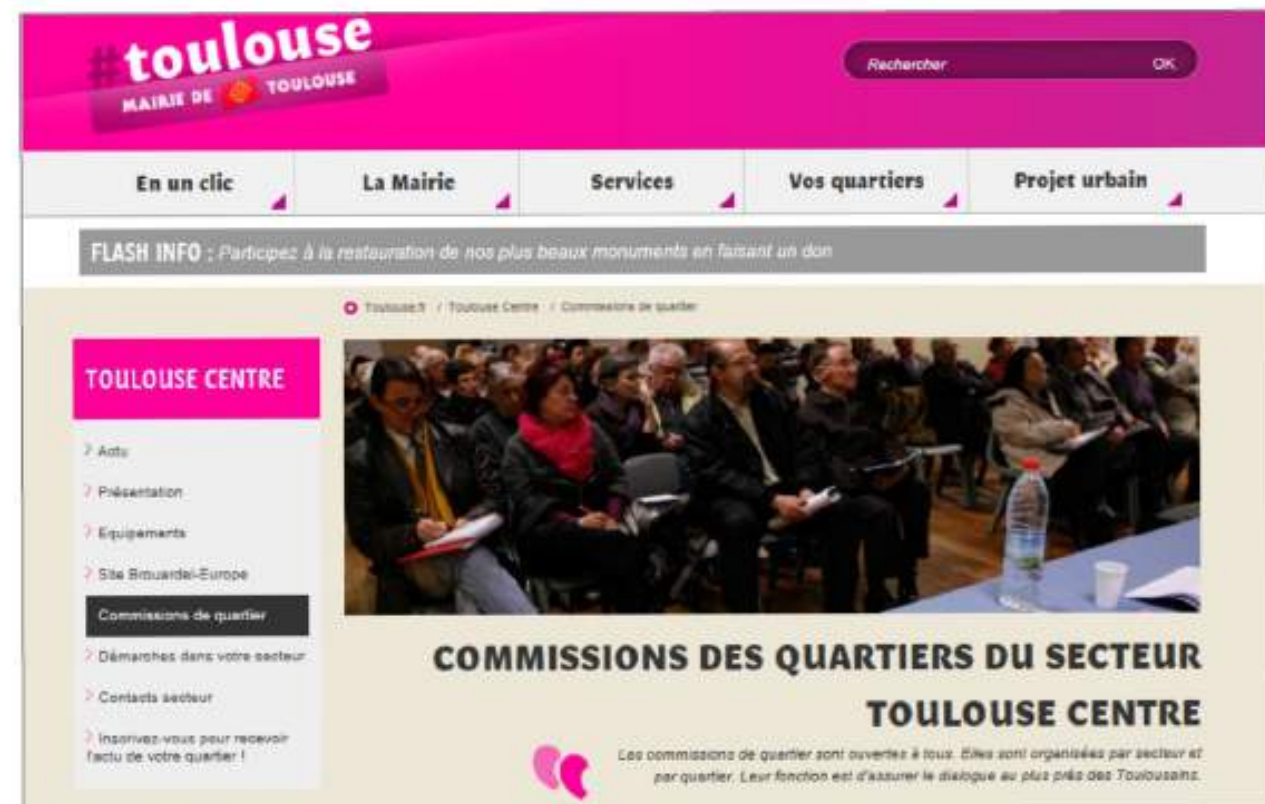 #toulouse
MAIRIE DE TOULOUSE
Rechercher OK
En un clic La Mairie Services Vos quartiers Projet urbain
FLASH INFO : Participez à la restauration de nos plus beaux monuments en faisant un don
Toulouse.fr / Toulouse Centre / Commissions de quartier
TOULOUSE CENTRE
Actu
Présentation
Equipements
Site Brouardel-Europe
Commissions de quartier
Démarches dans votre secteur
Contacts secteur
Inscrivez-vous pour recevoir
l'actu de votre quartier !
COMMISSIONS DES QUARTIERS DU SECTEUR
TOULOUSE CENTRE
Les commissions de quartier sont ouvertes à tous. Elles sont organisées par secteur et
par quartier. Leur fonction est d'assurer le dialogue au plus près des Toulousains.